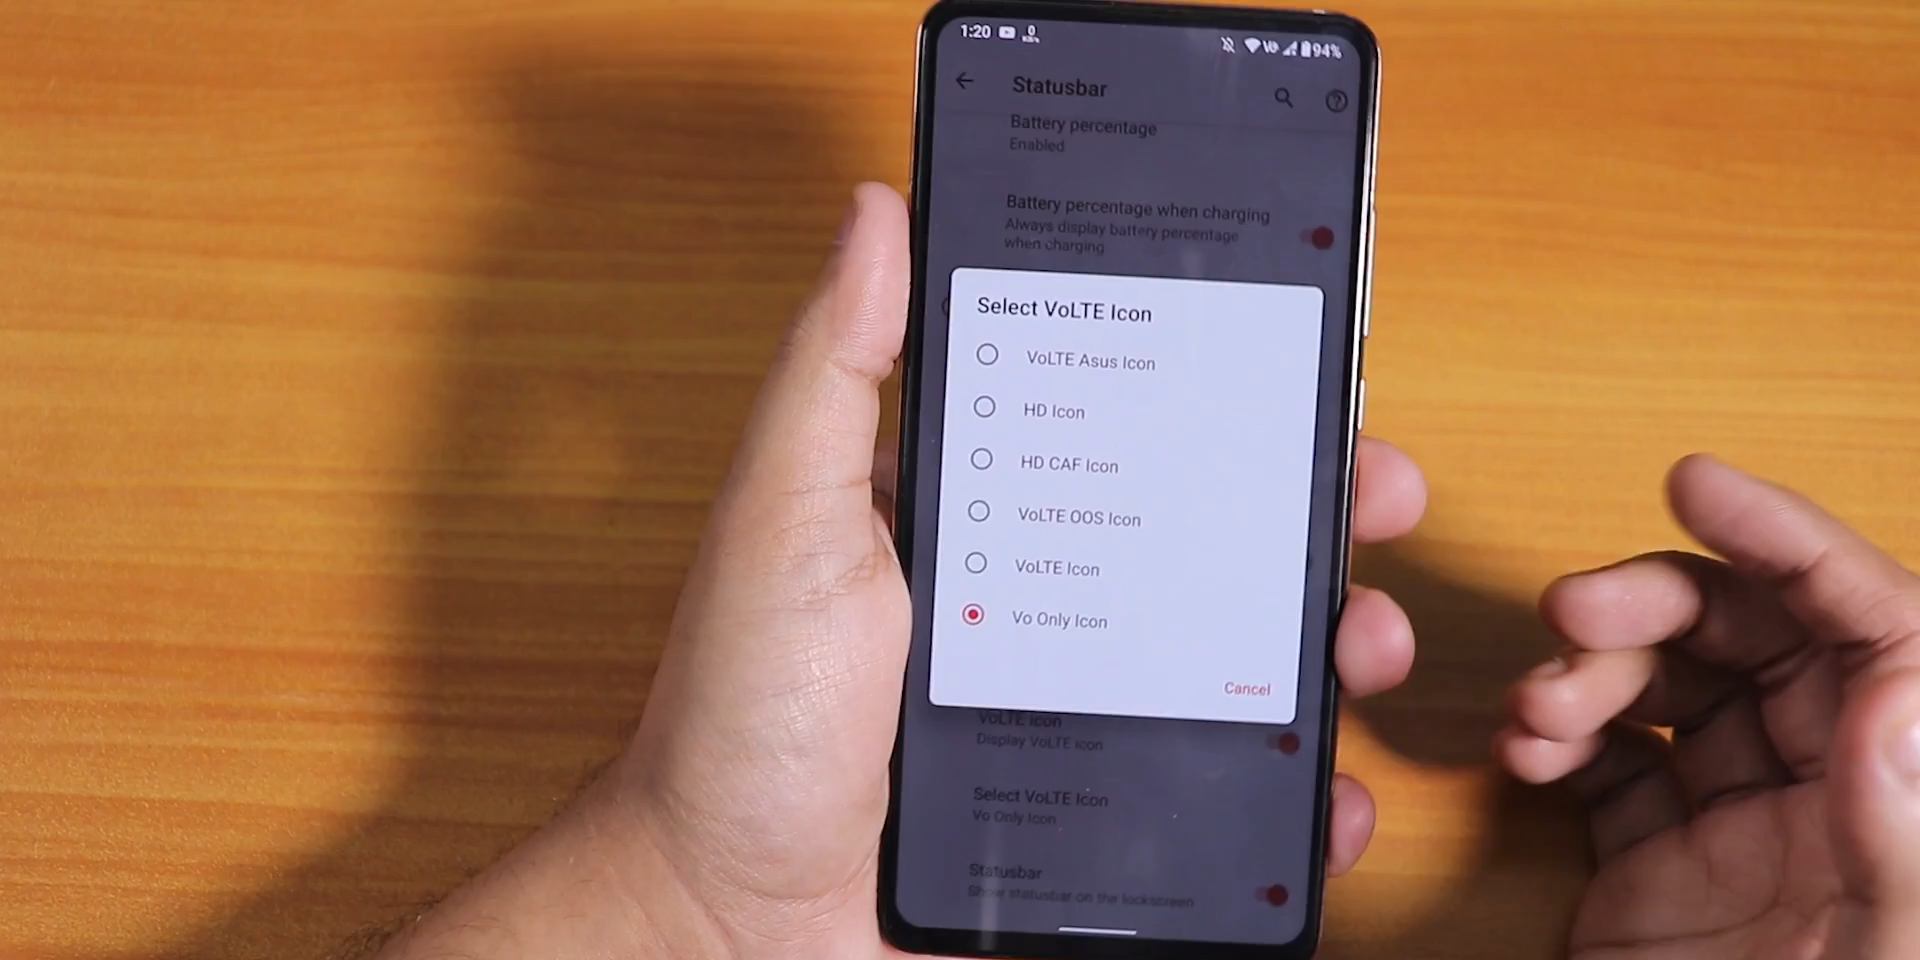 1:20
0
94%
Statusbar
Battery percentage
Enabled
Battery percentage when charging
Always display battery percentage
when charging
Select VoLTE Icon
VoLTE Asus Icon
HD Icon
HD CAF Icon
VoLTE OOS Icon
VoLTE Icon
Vo Only Icon
Cancel
VoLTE icon
Display VoLTE icon
Select VoLTE Icon
Vo Only Icon
Statusbar
Show statusbar on the lockscreen